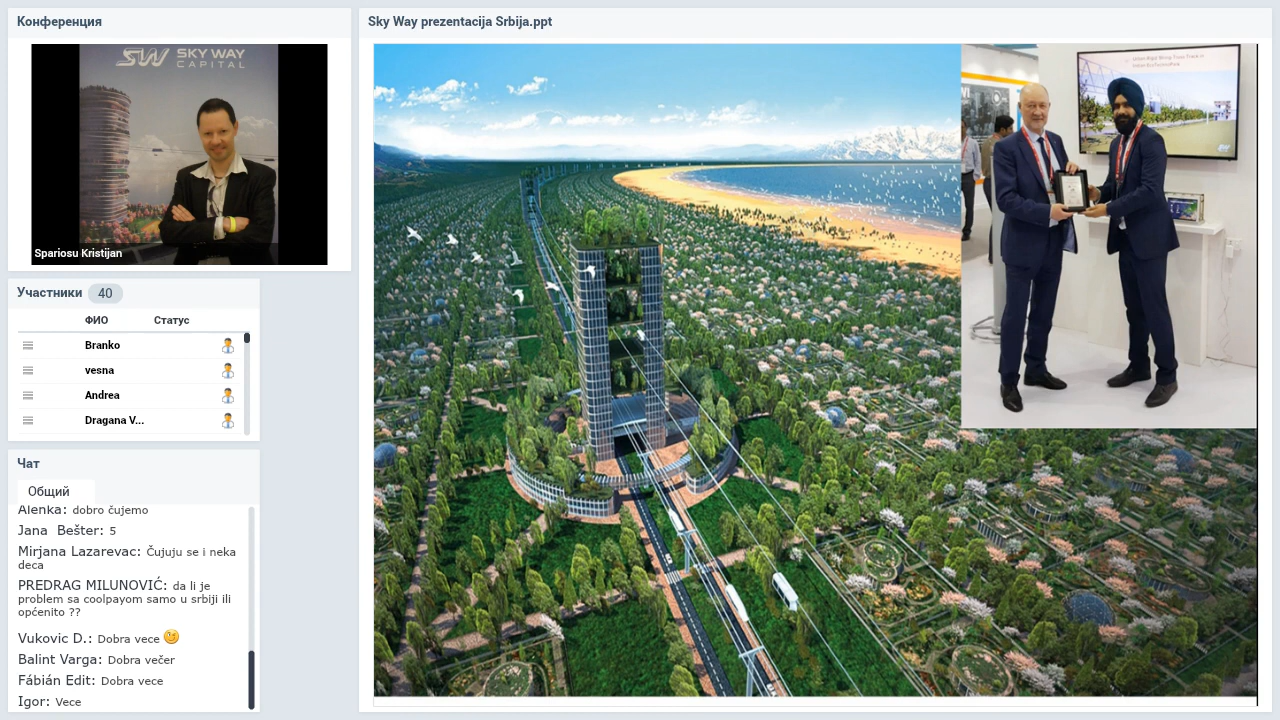 Конференция
SW SKY WAY
CAPITAL
Spariosu Kristijan
Участники 40
ФИО Статус
Branko
vesna
Andrea
Dragana V...
Чат
Общий
Alenka: dobro čujemo
Jana Bešter: 5
Mirjana Lazarevac: Čujuju se i neka
deca
PREDRAG MILUNOVIĆ: da li je
problem sa coolpayom samo u srbiji ili
općenito ??
Vukovic D.: Dobra vece
Balint Varga: Dobra večer
Fábián Edit: Dobra vece
Igor: Vece
Sky Way prezentacija Srbija.ppt